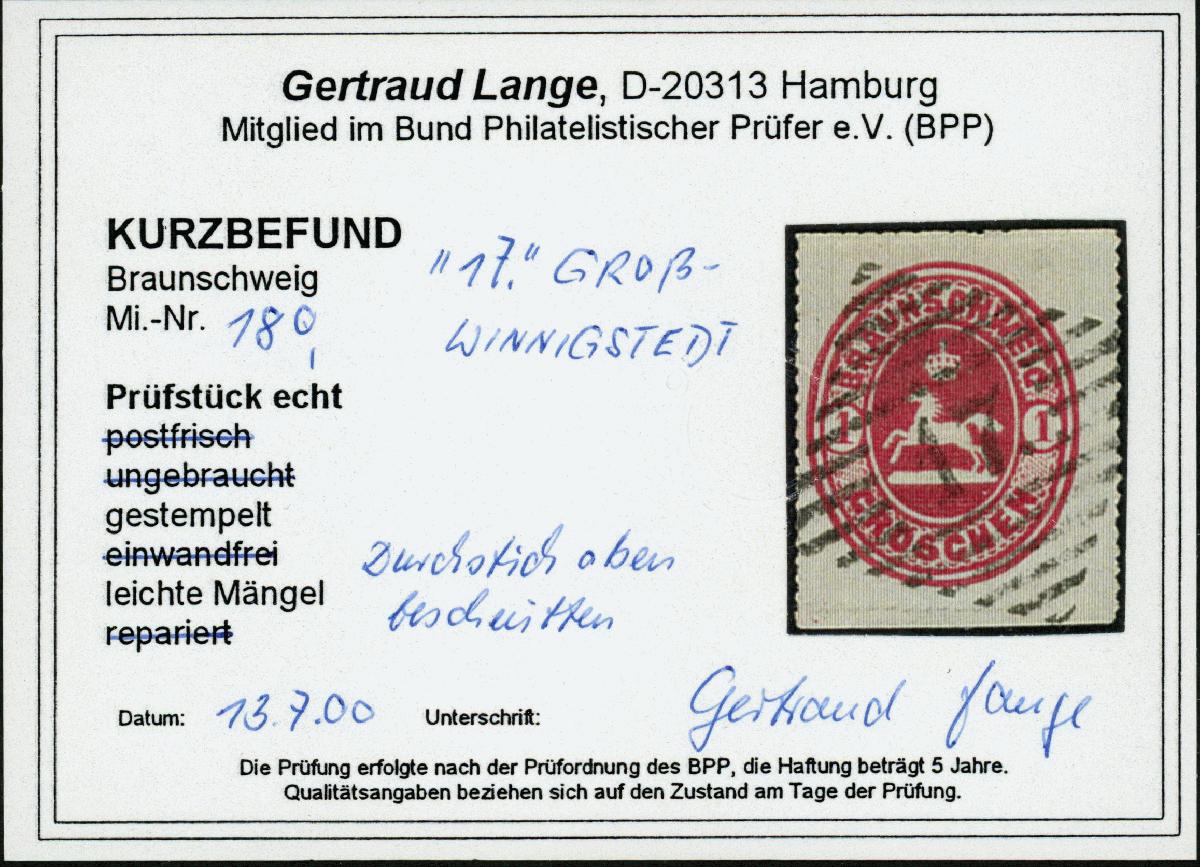 Gertraud Lange, D-20313 Hamburg
Mitglied im Bund Philatelistischer Prüfer e.V. (BPP)
KURZBEFUND
Braunschweig
Mi.-Nr. 18 0,
"17." GROß-
WINNIGSTEDT
Prüfstück echt
postfrisch
ungebraucht
gestempelt
einwandfrei
leichte Mängel
repariert
Durchstich oben
beschnitten
BRAUNSCHWEIG
1 1
17
GROSCHEN
Datum: 13.7.00 Unterschrift: Gertraud Lange
Die Prüfung erfolgte nach der Prüfordnung des BPP, die Haftung beträgt 5 Jahre.
Qualitätsangaben beziehen sich auf den Zustand am Tage der Prüfung.